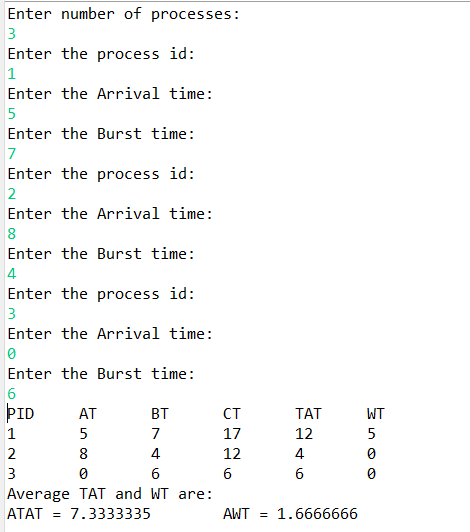 Enter number of processes:
3
Enter the process id:
1
Enter the Arrival time:
5
Enter the Burst time:
7
Enter the process id:
2
Enter the Arrival time:
8
Enter the Burst time:
4
Enter the process id:
3
Enter the Arrival time:
0
Enter the Burst time:
6
PID AT BT CT TAT WT
1 5 7 17 12 5
2 8 4 12 4 0
3 0 6 6 6 0
Average TAT and WT are:
ATAT = 7.3333335 AWT = 1.6666666